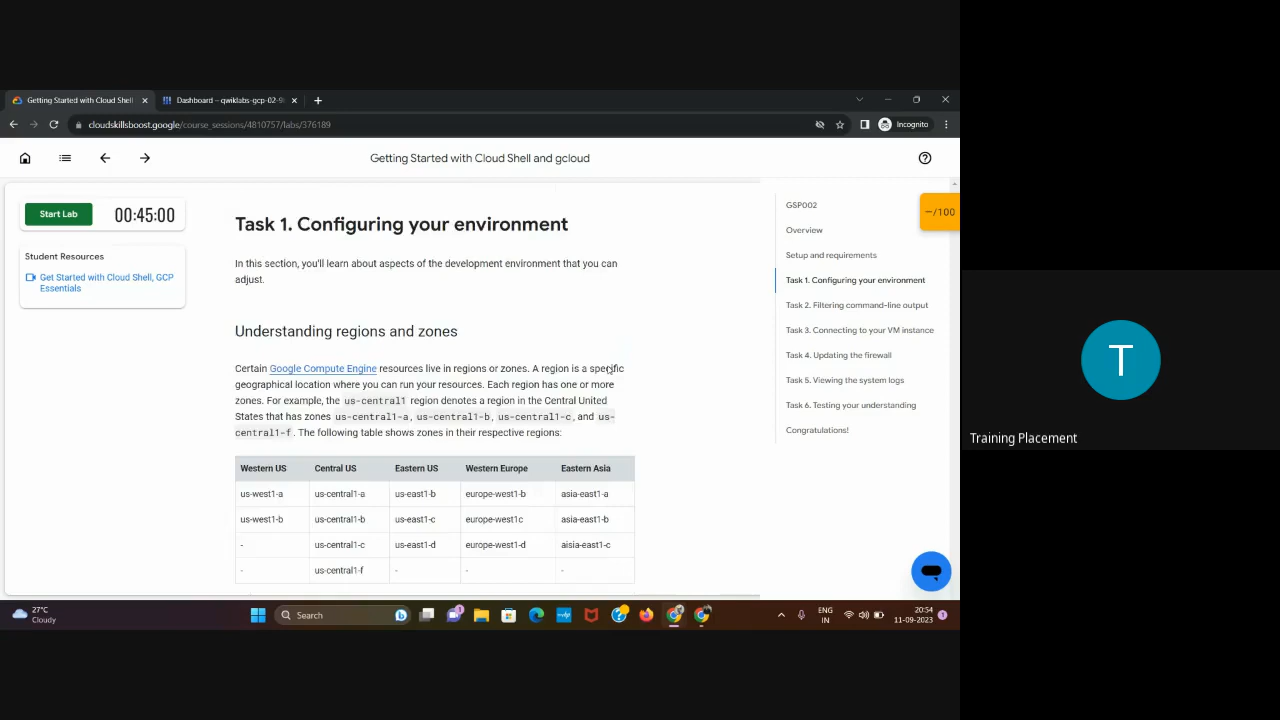 Getting Started with Cloud Shell
Dashboard – qwiklabs-gcp-02-9
cloudskillsboost.google/course_sessions/4810757/labs/376189
Incognito
Getting Started with Cloud Shell and gcloud
Start Lab
00:45:00
Student Resources
Get Started with Cloud Shell, GCP
Essentials
Task 1. Configuring your environment
In this section, you'll learn about aspects of the development environment that you can
adjust.
Understanding regions and zones
Certain Google Compute Engine resources live in regions or zones. A region is a specific
geographical location where you can run your resources. Each region has one or more
zones. For example, the us-central1 region denotes a region in the Central United
States that has zones us-central1-a, us-central1-b, us-central1-c, and us-
central1-f. The following table shows zones in their respective regions:
Western US Central US Eastern US Western Europe Eastern Asia
us-west1-a us-central1-a us-east1-b europe-west1-b asia-east1-a
us-west1-b us-central1-b us-east1-c europe-west1c asia-east1-b
- us-central1-c us-east1-d europe-west1-d aisia-east1-c
- us-central1-f - - -
GSP002
Overview
Setup and requirements
Task 1. Configuring your environment
Task 2. Filtering command-line output
Task 3. Connecting to your VM instance
Task 4. Updating the firewall
Task 5. Viewing the system logs
Task 6. Testing your understanding
Congratulations!
–/100
27°C
Cloudy
Search
ENG
IN
20:54
11-09-2023
T
Training Placement